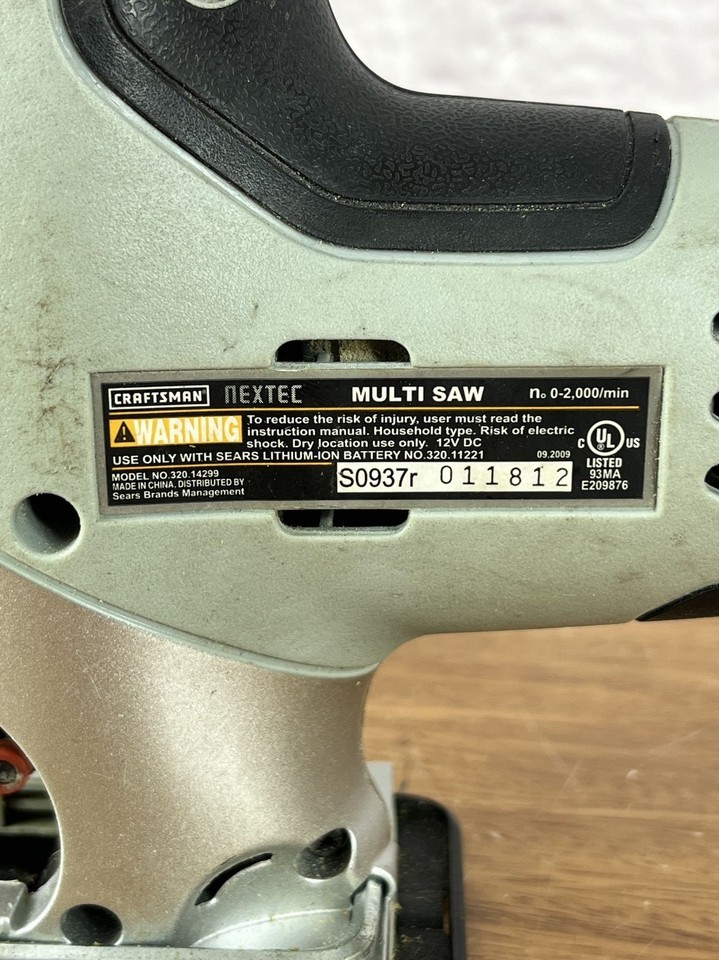 CRAFTSMAN® NEXTEC MULTI SAW n₀ 0-2,000/min
WARNING To reduce the risk of injury, user must read the
instruction manual. Household type. Risk of electric
shock. Dry location use only. 12V DC
USE ONLY WITH SEARS LITHIUM-ION BATTERY NO.320.11221 09.2009
MODEL NO.320.14299
MADE IN CHINA. DISTRIBUTED BY
Sears Brands Management
S0937r 011812
C UL US
LISTED
93MA
E209876